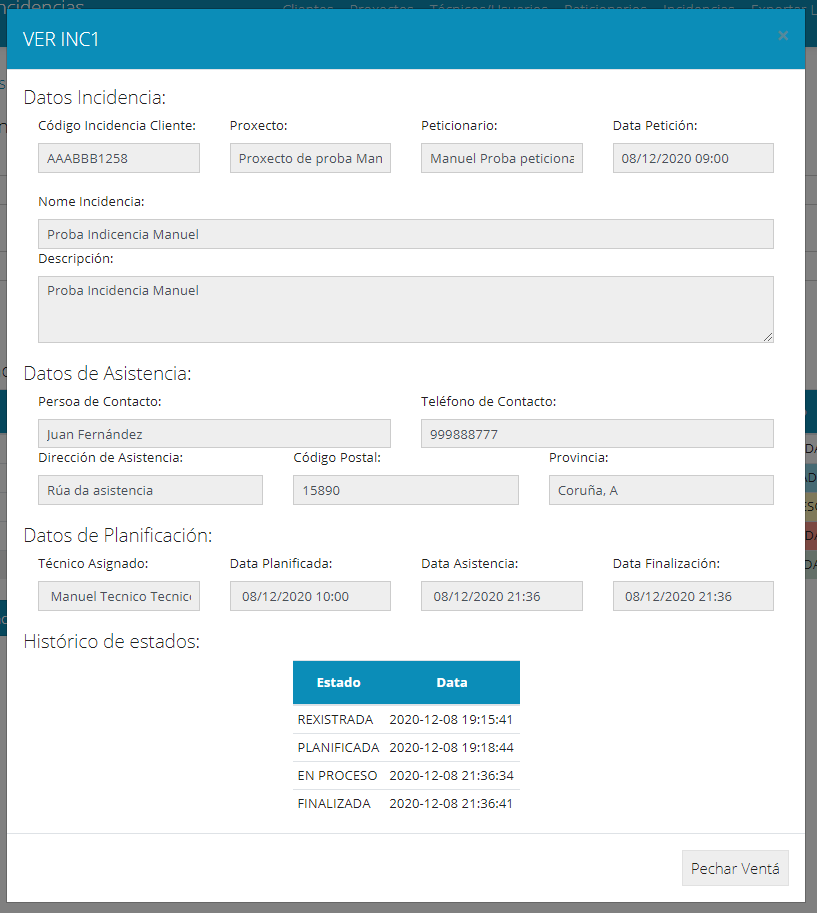 VER INC1 ×
Datos Incidencia:
Código Incidencia Cliente: Proxecto: Peticionario: Data Petición:
AAABBB1258 Proxecto de proba Man Manuel Proba peticiona 08/12/2020 09:00
Nome Incidencia:
Proba Indicencia Manuel
Descripción:
Proba Incidencia Manuel
Datos de Asistencia:
Persoa de Contacto: Teléfono de Contacto:
Juan Fernández 999888777
Dirección de Asistencia: Código Postal: Provincia:
Rúa da asistencia 15890 Coruña, A
Datos de Planificación:
Técnico Asignado: Data Planificada: Data Asistencia: Data Finalización:
Manuel Tecnico Tecnico 08/12/2020 10:00 08/12/2020 21:36 08/12/2020 21:36
Histórico de estados:
Estado Data
REXISTRADA 2020-12-08 19:15:41
PLANIFICADA 2020-12-08 19:18:44
EN PROCESO 2020-12-08 21:36:34
FINALIZADA 2020-12-08 21:36:41
Pechar Ventá